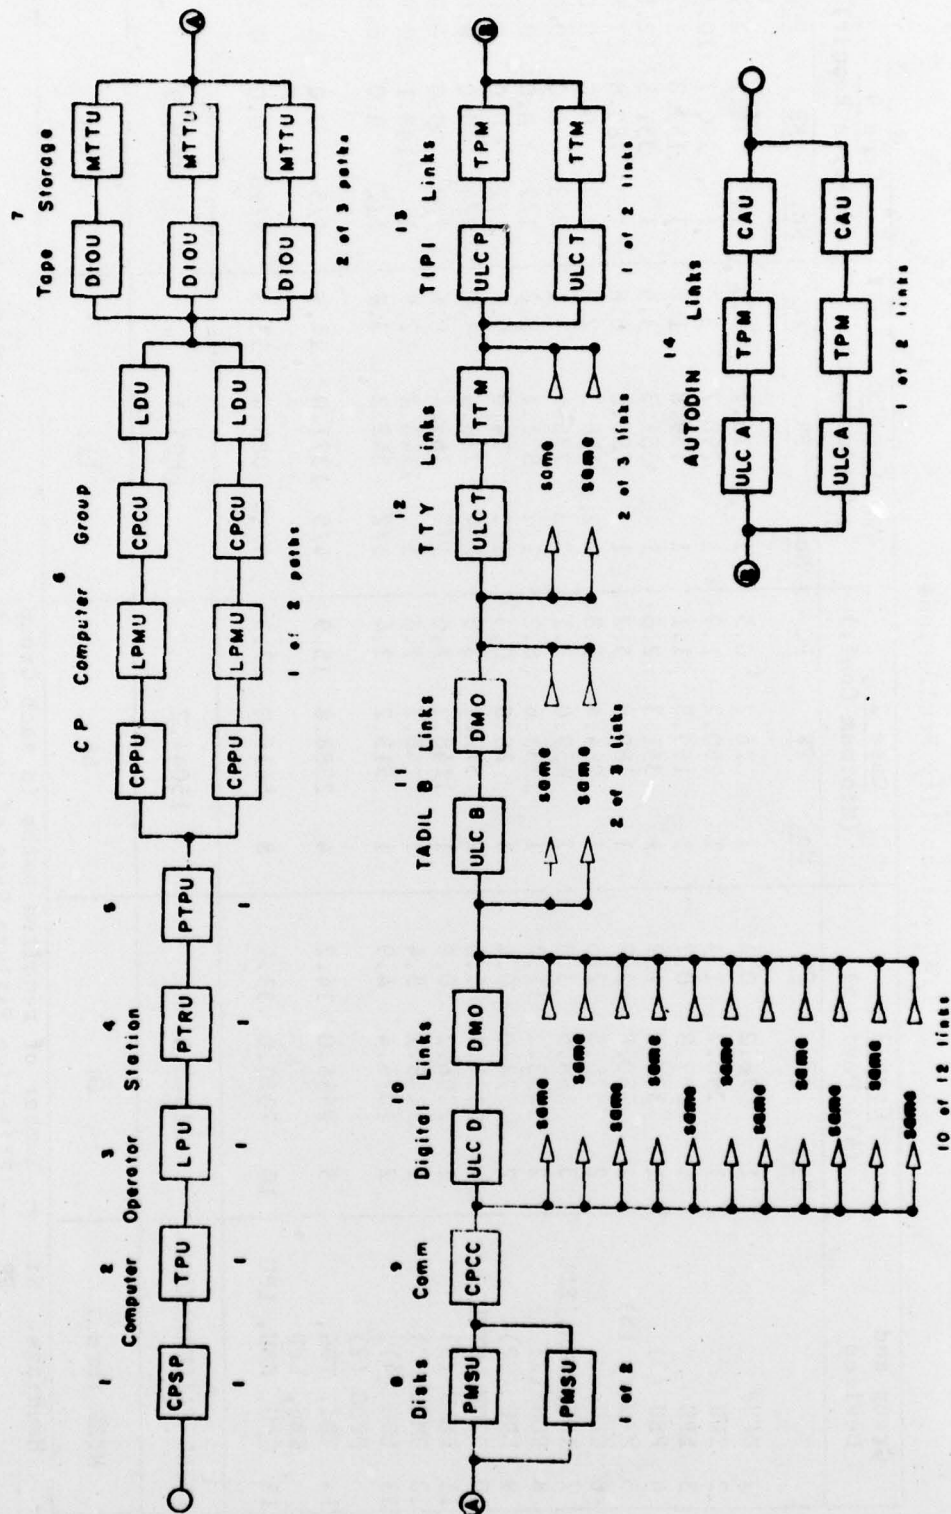 1 2 3 4 5 6 7
Computer Operator Station CP Computer Group Tape Storage
CPSP TPU LPU PTRU PTPU
CPPU LPMU CPCU LDU
CPPU LPMU CPCU LDU
DIOU MTTU
DIOU MTTU
DIOU MTTU
A
1 1 1 1 1
1 of 2 paths
2 of 3 paths
8 9 10 11 12 13
Disks Comm Digital Links TADIL B Links TTY Links TIPI Links
A
PMSU
PMSU
1 of 2
CPCC
ULC D DMO
same
same
same
same
same
same
same
same
same
same
same
10 of 12 links
ULC B DMO
same
same
2 of 3 links
ULC T TTM
same
same
2 of 3 links
ULC P TPM
ULC T TTM
B
1 of 2 links
14
AUTODIN Links
B
ULC A TPM CAU
ULC A TPM CAU
1 of 2 links